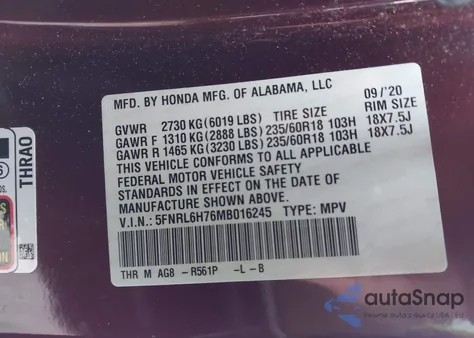 MFD. BY HONDA MFG. OF ALABAMA, LLC
09/'20
GVWR 2730 KG(6019 LBS) TIRE SIZE RIM SIZE
GAWR F 1310 KG(2888 LBS) 235/60R18 103H 18X7.5J
GAWR R 1465 KG(3230 LBS) 235/60R18 103H 18X7.5J
THIS VEHICLE CONFORMS TO ALL APPLICABLE
FEDERAL MOTOR VEHICLE SAFETY
STANDARDS IN EFFECT ON THE DATE OF
MANUFACTURE SHOWN ABOVE.
V.I.N.: 5FNRL6H76MB016245 TYPE: MPV
THR M AG8 -R561P -L -B
THRAO
autoSnap